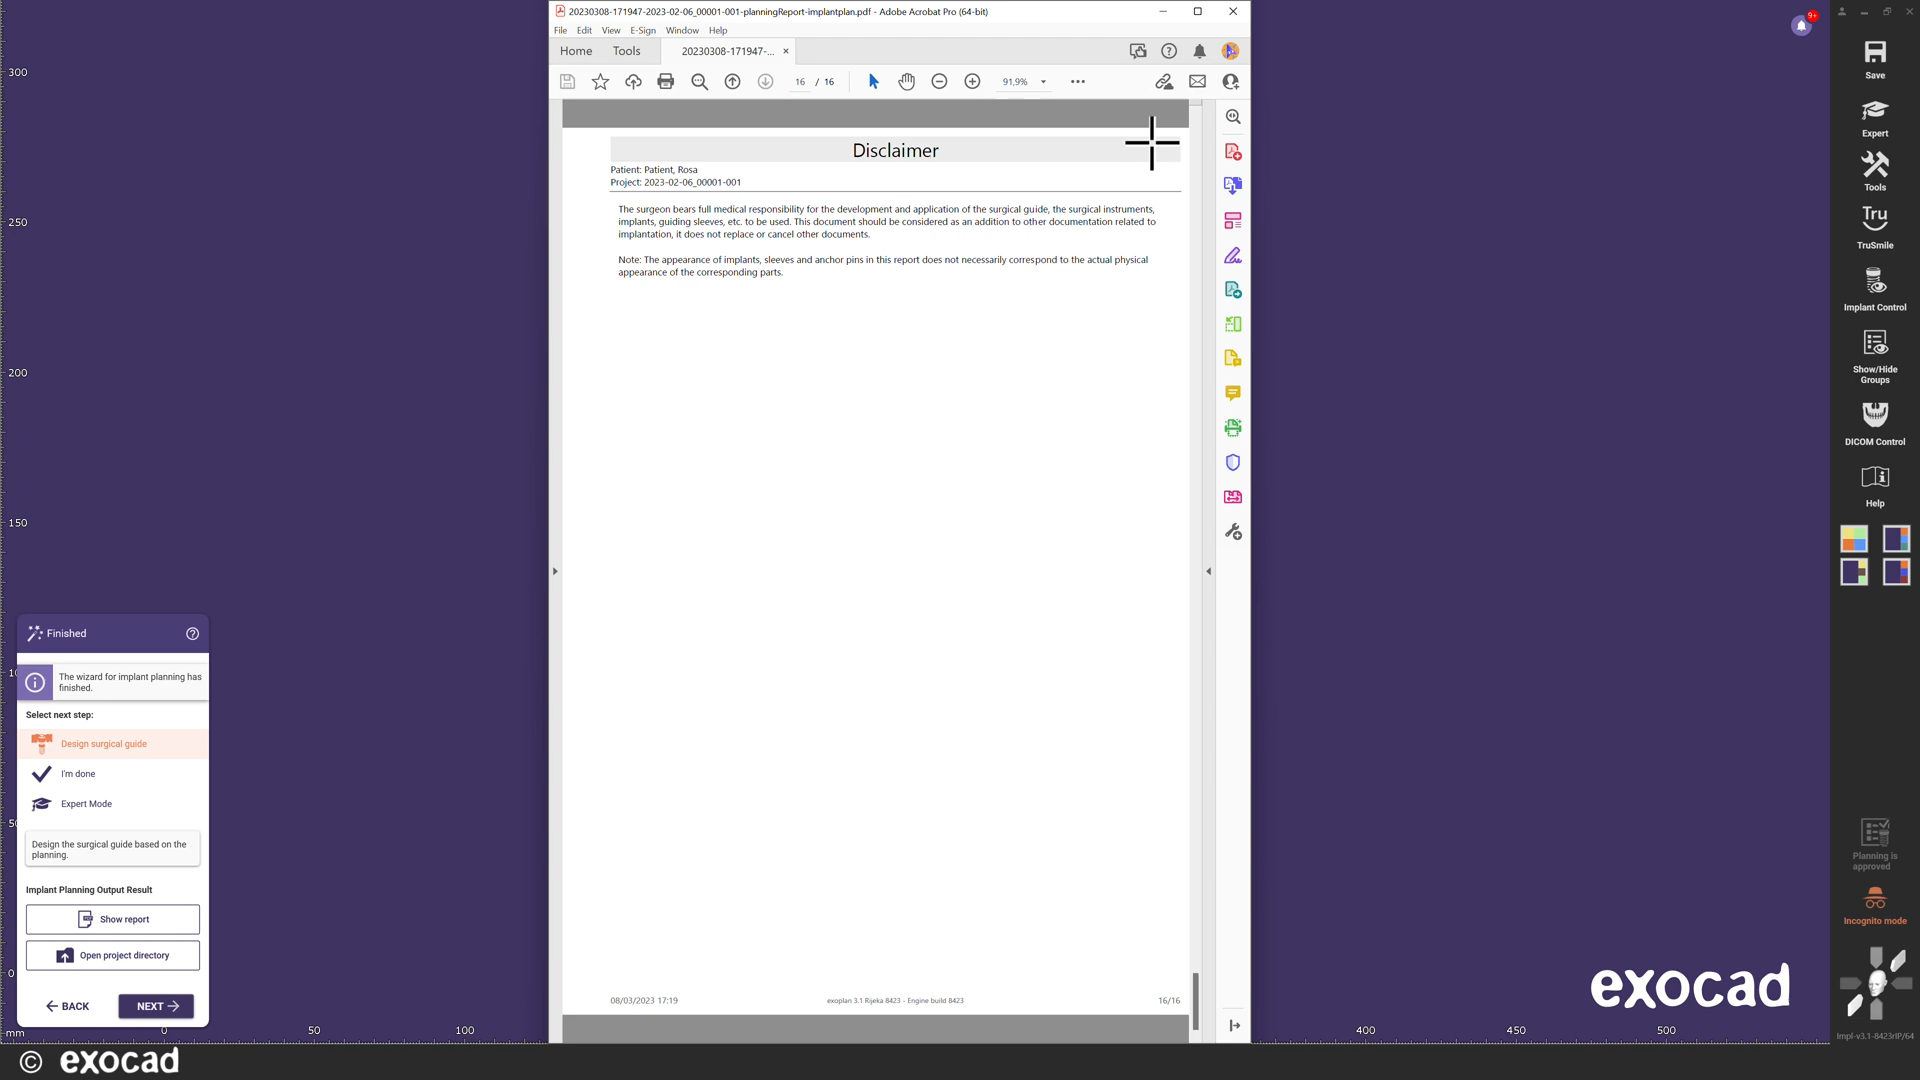 20230308-171947-2023-02-06_00001-001-planningReport-implantplan.pdf - Adobe Acrobat Pro (64-bit)
File Edit View E-Sign Window Help
Home Tools 20230308-171947-...
16 / 16 91,9%
Disclaimer
Patient: Patient, Rosa
Project: 2023-02-06_00001-001
The surgeon bears full medical responsibility for the development and application of the surgical guide, the surgical instruments,
implants, guiding sleeves, etc. to be used. This document should be considered as an addition to other documentation related to
implantation, it does not replace or cancel other documents.
Note: The appearance of implants, sleeves and anchor pins in this report does not necessarily correspond to the actual physical
appearance of the corresponding parts.
08/03/2023 17:19 exoplan 3.1 Rijeka 8423 - Engine build 8423 16/16
300
250
200
150
10
50
0
mm 0 50 100 400 450 500
Finished
The wizard for implant planning has
finished.
Select next step:
Design surgical guide
I'm done
Expert Mode
Design the surgical guide based on the
planning.
Implant Planning Output Result
Show report
Open project directory
BACK NEXT
9+
Save
Expert
Tools
Tru
TruSmile
Implant Control
Show/Hide
Groups
DICOM Control
Help
Planning is
approved
Incognito mode
Impl-v3.1-8423rIP/64
exocad
© exocad